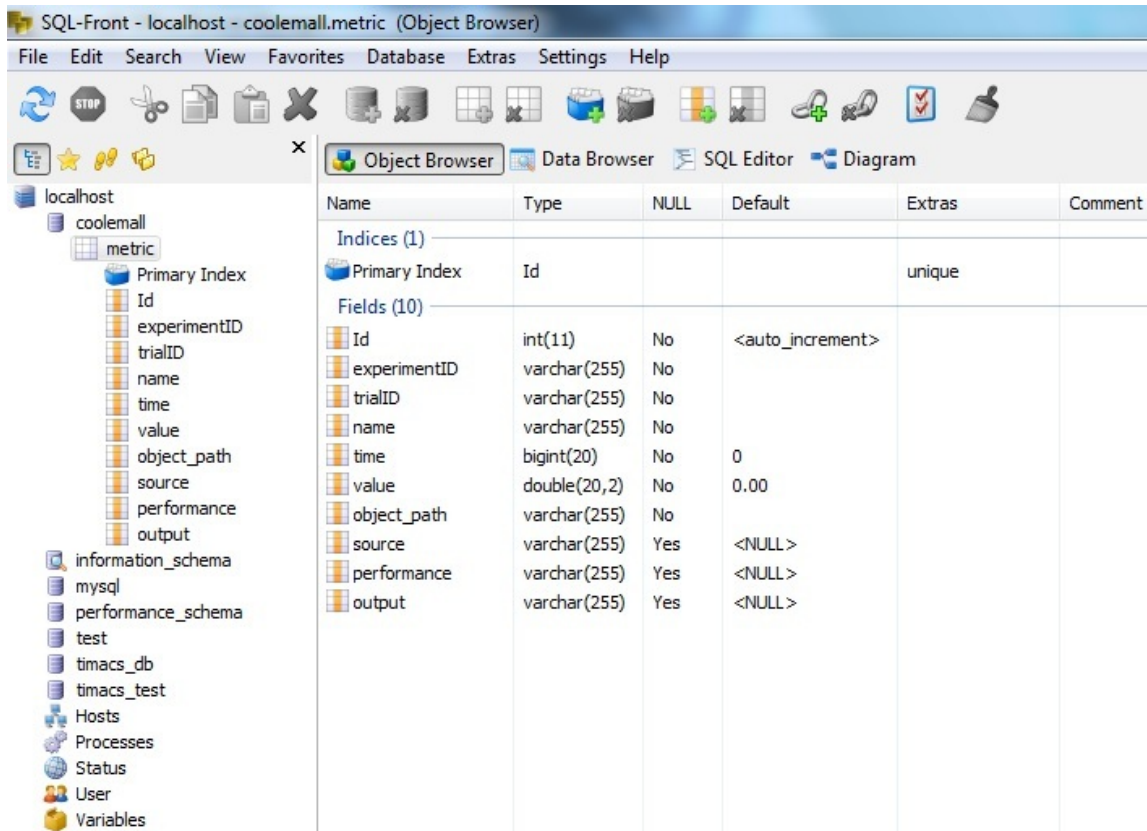 SQL-Front - localhost - coolemall.metric (Object Browser)
File Edit Search View Favorites Database Extras Settings Help
STOP
Object Browser Data Browser SQL Editor Diagram
localhost
coolemall
metric
Primary Index
Id
experimentID
trialID
name
time
value
object_path
source
performance
output
information_schema
mysql
performance_schema
test
timacs_db
timacs_test
Hosts
Processes
Status
User
Variables
Name Type NULL Default Extras Comment
Indices (1)
Primary Index Id unique
Fields (10)
Id int(11) No <auto_increment>
experimentID varchar(255) No
trialID varchar(255) No
name varchar(255) No
time bigint(20) No 0
value double(20,2) No 0.00
object_path varchar(255) No
source varchar(255) Yes <NULL>
performance varchar(255) Yes <NULL>
output varchar(255) Yes <NULL>